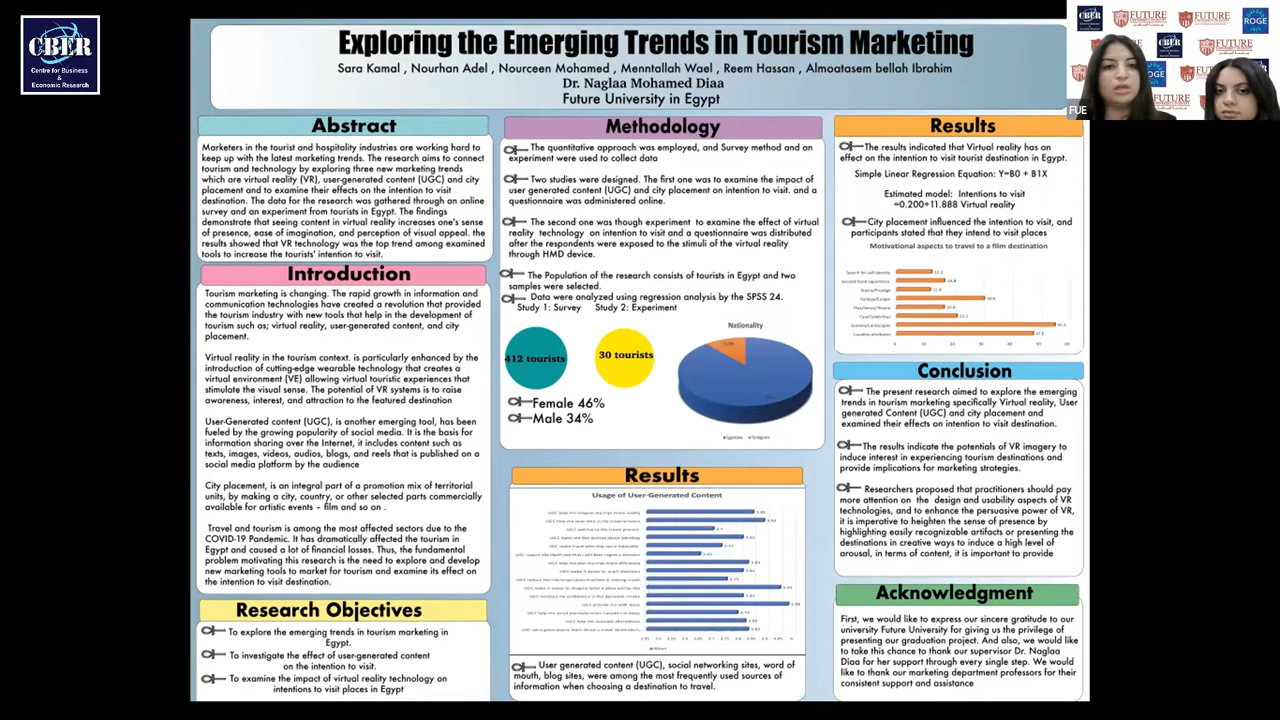 CBER
Centre for Business &
Economic Research
Exploring the Emerging Trends in Tourism Marketing
Sara Kamal , Nourhan Adel , Nourceen Mohamed , Menntallah Wael , Reem Hassan , Almoatasem bellah Ibrahim
Dr. Naglaa Mohamed Diaa
Future University in Egypt
FUE
CBER
FUTURE
FUTURE
ROGE
FUTURE
Abstract
Marketers in the tourist and hospitality industries are working hard to
keep up with the latest marketing trends. The research aims to connect
tourism and technology by exploring three new marketing trends
which are virtual reality (VR), user-generated content (UGC) and city
placement and to examine their effects on the intention to visit
destination. The data for the research was gathered through an online
survey and an experiment from tourists in Egypt. The findings
demonstrate that seeing content in virtual reality increases one's sense
of presence, ease of imagination, and perception of visual appeal. the
results showed that VR technology was the top trend among examined
tools to increase the tourists' intention to visit.
Introduction
Tourism marketing is changing. The rapid growth in information and
communication technologies have created a revolution that provided
the tourism industry with new tools that help in the development of
tourism such as; virtual reality, user-generated content, and city
placement.
Virtual reality in the tourism context. is particularly enhanced by the
introduction of cutting-edge wearable technology that creates a
virtual environment (VE) allowing virtual touristic experiences that
stimulate the visual sense. The potential of VR systems is to raise
awareness, interest, and attraction to the featured destination
User-Generated content (UGC), is another emerging tool, has been
fueled by the growing popularity of social media. It is the basis for
information sharing over the Internet, it includes content such as
texts, images, videos, audios, blogs, and reels that is published on a
social media platform by the audience
City placement, is an integral part of a promotion mix of territorial
units, by making a city, country, or other selected parts commercially
available for artistic events – film and so on .
Travel and tourism is among the most affected sectors due to the
COVID-19 Pandemic. It has dramatically affected the tourism in
Egypt and caused a lot of financial losses. Thus, the fundamental
problem motivating this research is the need to explore and develop
new marketing tools to market for tourism and examine its effect on
the intention to visit destination.
Research Objectives
To explore the emerging trends in tourism marketing in
Egypt.
To investigate the effect of user-generated content
on the intention to visit.
To examine the impact of virtual reality technology on
intentions to visit places in Egypt
Methodology
The quantitative approach was employed, and Survey method and an
experiment were used to collect data
Two studies were designed. The first one was to examine the impact of
user generated content (UGC) and city placement on intention to visit. and a
questionnaire was administered online.
The second one was though experiment to examine the effect of virtual
reality technology on intention to visit and a questionnaire was distributed
after the respondents were exposed to the stimuli of the virtual reality
through HMD device.
The Population of the research consists of tourists in Egypt and two
samples were selected.
Data were analyzed using regression analysis by the SPSS 24.
Study 1: Survey Study 2: Experiment
412 tourists
30 tourists
Female 46%
Male 34%
Nationality
Results
Usage of User-Generated Content
User generated content (UGC), social networking sites, word of
mouth, blog sites, were among the most frequently used sources of
information when choosing a destination to travel.
Results
The results indicated that Virtual reality has an
effect on the intention to visit tourist destination in Egypt.
Simple Linear Regression Equation: Y=B0 + B1X
Estimated model: Intentions to visit
=0.200+11.888 Virtual reality
City placement influenced the intention to visit, and
participants stated that they intend to visit places
Motivational aspects to travel to a film destination
Search for self identity
Status/Prestige
Fantasy/Escape
Scenery/Landscapes
Location attributes
0 10 20 30 40 50 60
Conclusion
The present research aimed to explore the emerging
trends in tourism marketing specifically Virtual reality, User
generated Content (UGC) and city placement and
examined their effects on intention to visit destination.
The results indicate the potentials of VR imagery to
induce interest in experiencing tourism destinations and
provide implications for marketing strategies.
Researchers proposed that practitioners should pay
more attention on the design and usability aspects of VR
technologies, and to enhance the persuasive power of VR,
it is imperative to heighten the sense of presence by
highlighting easily recognizable artifacts or presenting the
destinations in creative ways to induce a high level of
arousal, in terms of content, it is important to provide
Acknowledgment
First, we would like to express our sincere gratitude to our
university Future University for giving us the privilege of
presenting our graduation project. And also, we would like
to take this chance to thank our supervisor Dr. Naglaa
Diaa for her support through every single step. We would
like to thank our marketing department professors for their
consistent support and assistance